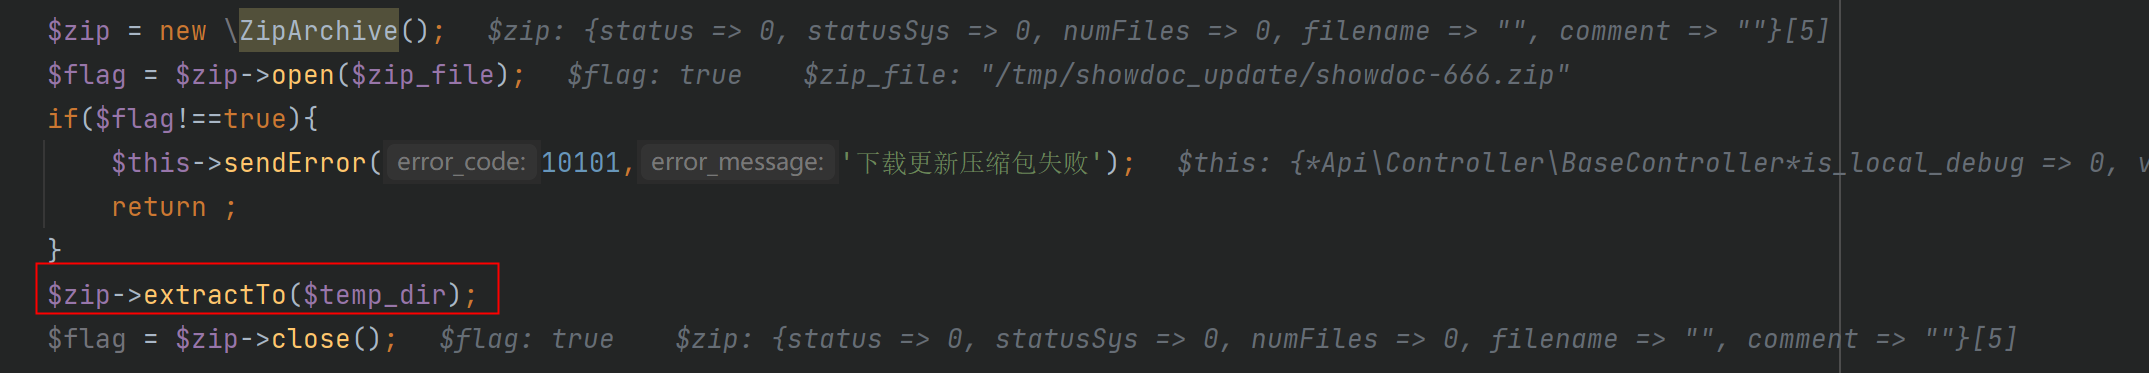 $zip = new \ZipArchive(); $zip: {status => 0, statusSys => 0, numFiles => 0, filename => "", comment => ""}[5]
$flag = $zip->open($zip_file); $flag: true $zip_file: "/tmp/showdoc_update/showdoc-666.zip"
if($flag!==true){
$this->sendError( error_code: 10101, error_message: '下载更新压缩包失败'); $this: {*Api\Controller\BaseController*is_local_debug => 0, v
return ;
}
$zip->extractTo($temp_dir);
$flag = $zip->close(); $flag: true $zip: {status => 0, statusSys => 0, numFiles => 0, filename => "", comment => ""}[5]